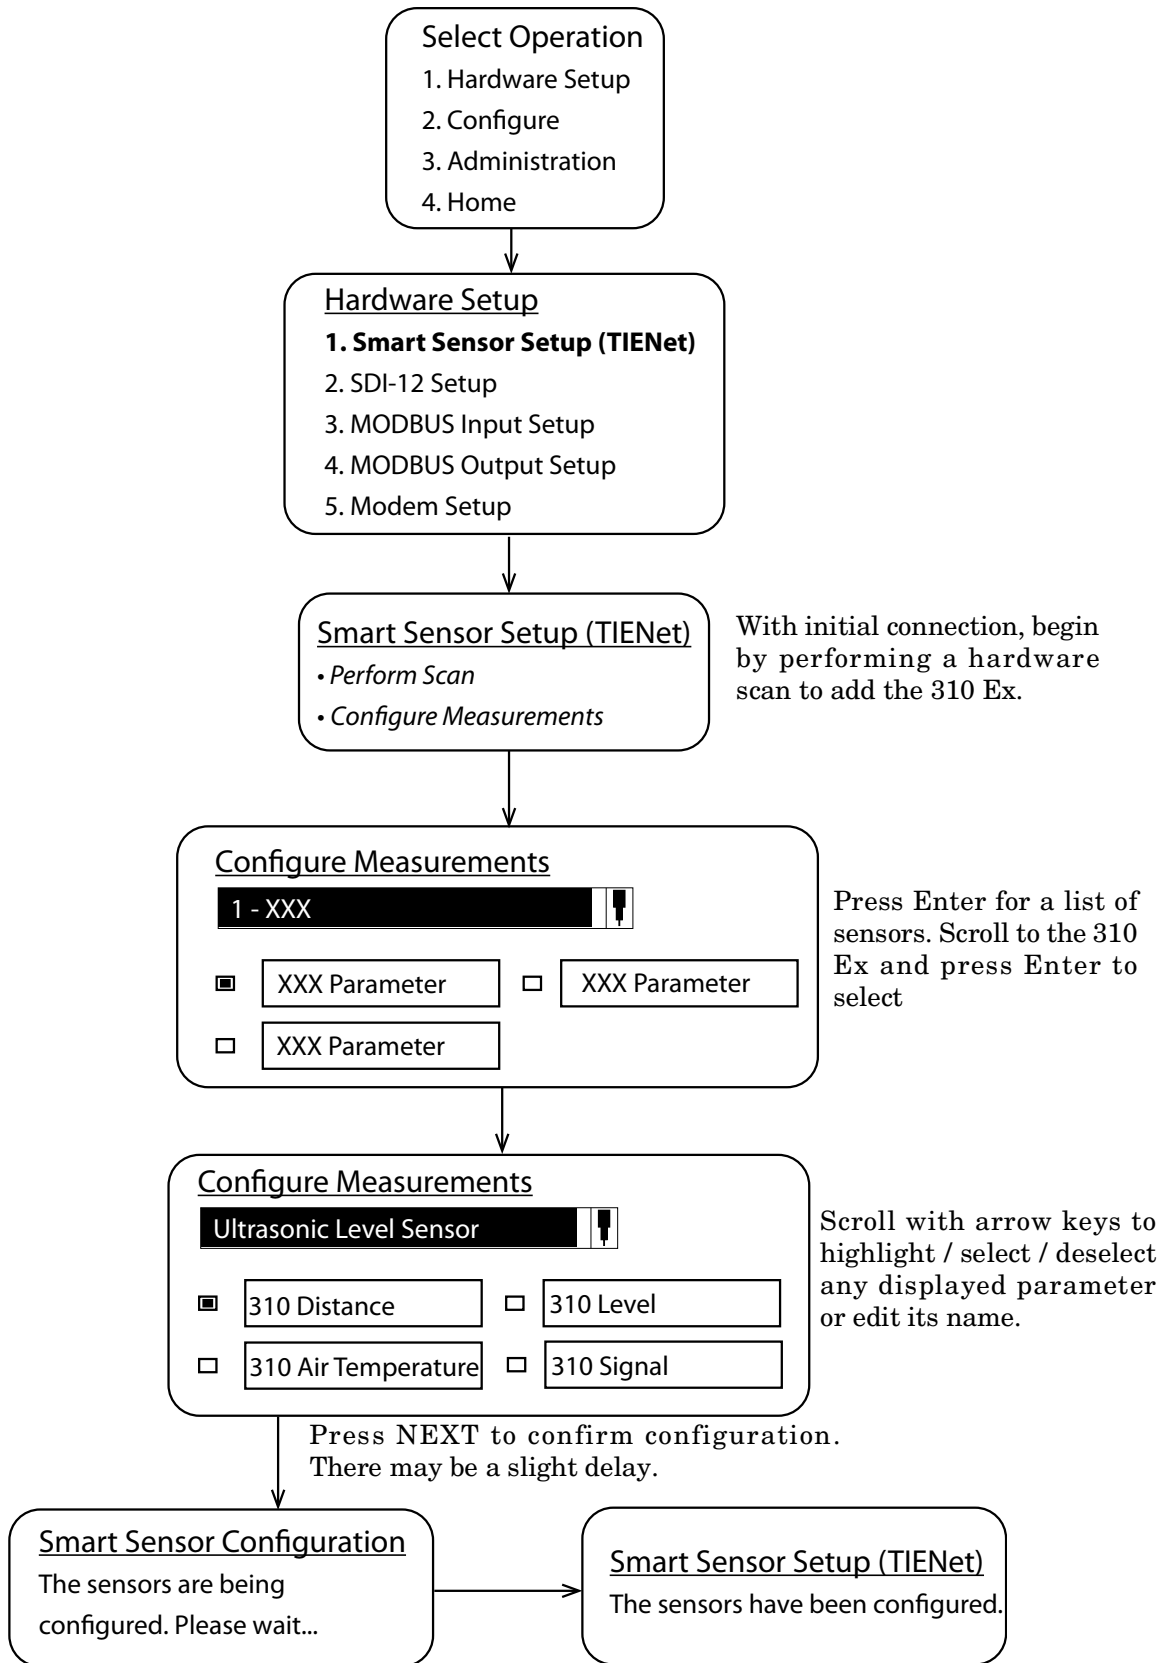 Select Operation
1. Hardware Setup
2. Configure
3. Administration
4. Home
Hardware Setup
1. Smart Sensor Setup (TIENet)
2. SDI-12 Setup
3. MODBUS Input Setup
4. MODBUS Output Setup
5. Modem Setup
Smart Sensor Setup (TIENet)
• Perform Scan
• Configure Measurements
With initial connection, begin
by performing a hardware
scan to add the 310 Ex.
Configure Measurements
1 - XXX
XXX Parameter
XXX Parameter
XXX Parameter
Press Enter for a list of
sensors. Scroll to the 310
Ex and press Enter to
select
Configure Measurements
Ultrasonic Level Sensor
310 Distance
310 Level
310 Air Temperature
310 Signal
Scroll with arrow keys to
highlight / select / deselect
any displayed parameter
or edit its name.
Press NEXT to confirm configuration.
There may be a slight delay.
Smart Sensor Configuration
The sensors are being
configured. Please wait...
Smart Sensor Setup (TIENet)
The sensors have been configured.